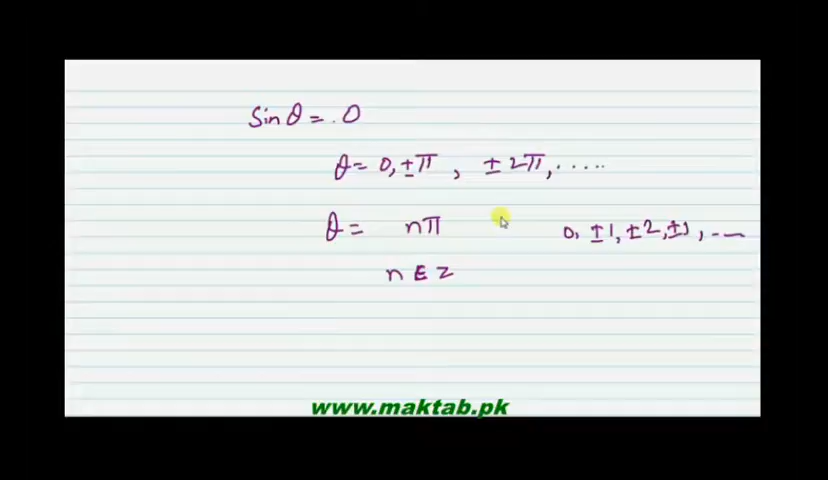 Sin θ = . 0
θ = 0, ±π , ±2π, .....
θ = nπ 0, ±1, ±2, ±3, ...
n E Z
www.maktab.pk